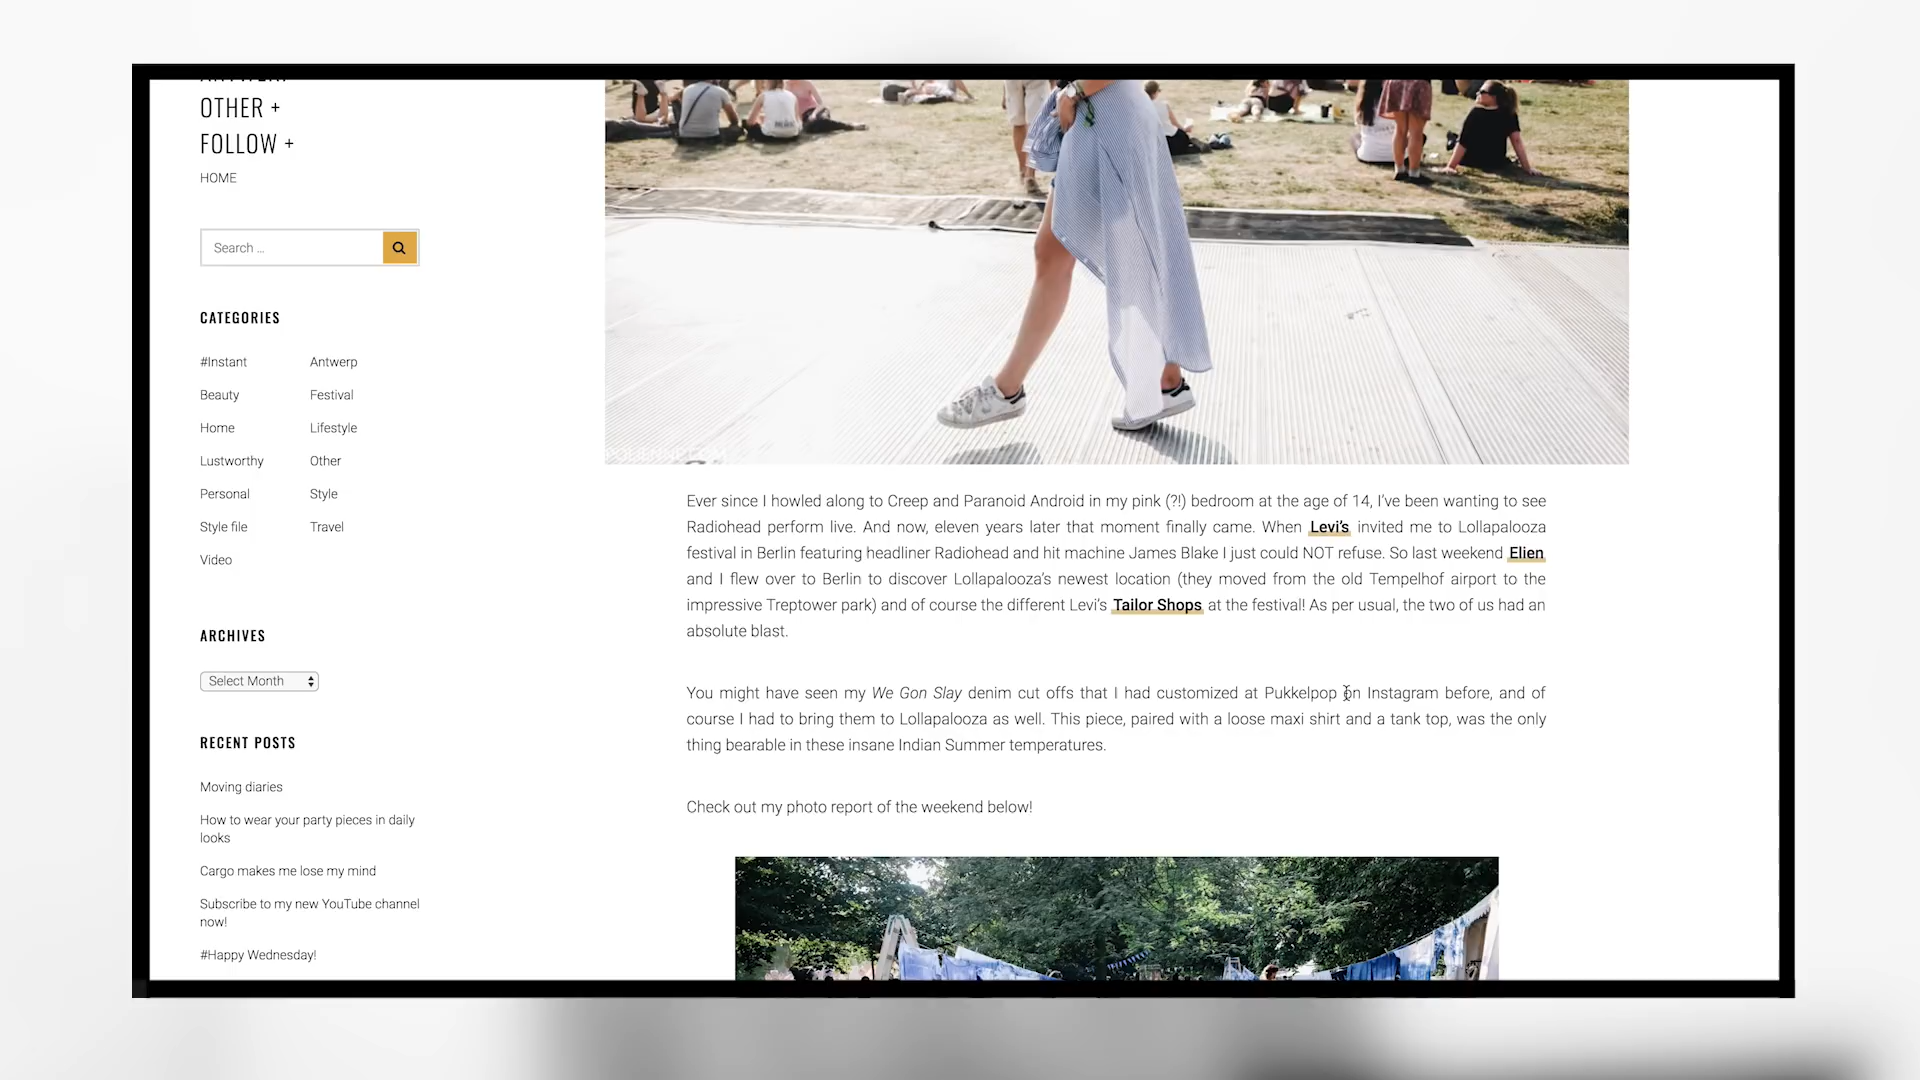 OTHER +
FOLLOW +
HOME
Search ...
CATEGORIES
#Instant
Antwerp
Beauty
Festival
Home
Lifestyle
Lustworthy
Other
Personal
Style
Style file
Travel
Video
ARCHIVES
Select Month
RECENT POSTS
Moving diaries
How to wear your party pieces in daily
looks
Cargo makes me lose my mind
Subscribe to my new YouTube channel
now!
#Happy Wednesday!
Ever since I howled along to Creep and Paranoid Android in my pink (?!) bedroom at the age of 14, I've been wanting to see
Radiohead perform live. And now, eleven years later that moment finally came. When Levi's invited me to Lollapalooza
festival in Berlin featuring headliner Radiohead and hit machine James Blake I just could NOT refuse. So last weekend Elien
and I flew over to Berlin to discover Lollapalooza's newest location (they moved from the old Tempelhof airport to the
impressive Treptower park) and of course the different Levi's Tailor Shops at the festival! As per usual, the two of us had an
absolute blast.
You might have seen my We Gon Slay denim cut offs that I had customized at Pukkelpop on Instagram before, and of
course I had to bring them to Lollapalooza as well. This piece, paired with a loose maxi shirt and a tank top, was the only
thing bearable in these insane Indian Summer temperatures.
Check out my photo report of the weekend below!